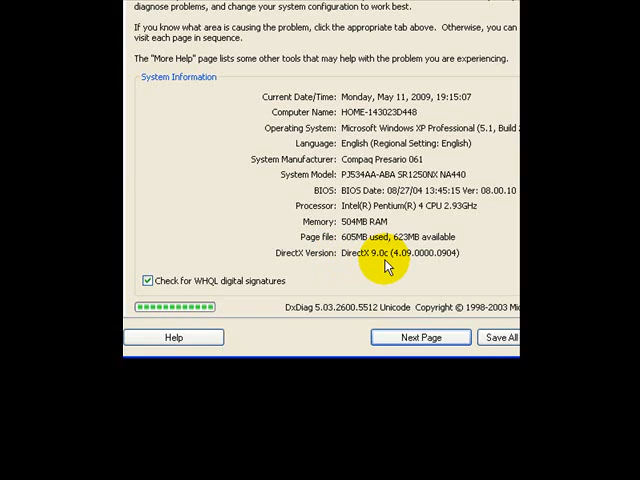 diagnose problems, and change your system configuration to work best.
If you know what area is causing the problem, click the appropriate tab above. Otherwise, you can
visit each page in sequence.
The "More Help" page lists some other tools that may help with the problem you are experiencing.
System Information
Current Date/Time: Monday, May 11, 2009, 19:15:07
Computer Name: HOME-143023D448
Operating System: Microsoft Windows XP Professional (5.1, Build
Language: English (Regional Setting: English)
System Manufacturer: Compaq Presario 061
System Model: PJ534AA-ABA SR1250NX NA440
BIOS: BIOS Date: 08/27/04 13:45:15 Ver: 08.00.10
Processor: Intel(R) Pentium(R) 4 CPU 2.93GHz
Memory: 504MB RAM
Page file: 605MB used, 623MB available
DirectX Version: DirectX 9.0c (4.09.0000.0904)
Check for WHQL digital signatures
DxDiag 5.03.2600.5512 Unicode Copyright © 1998-2003
Help Next Page Save All